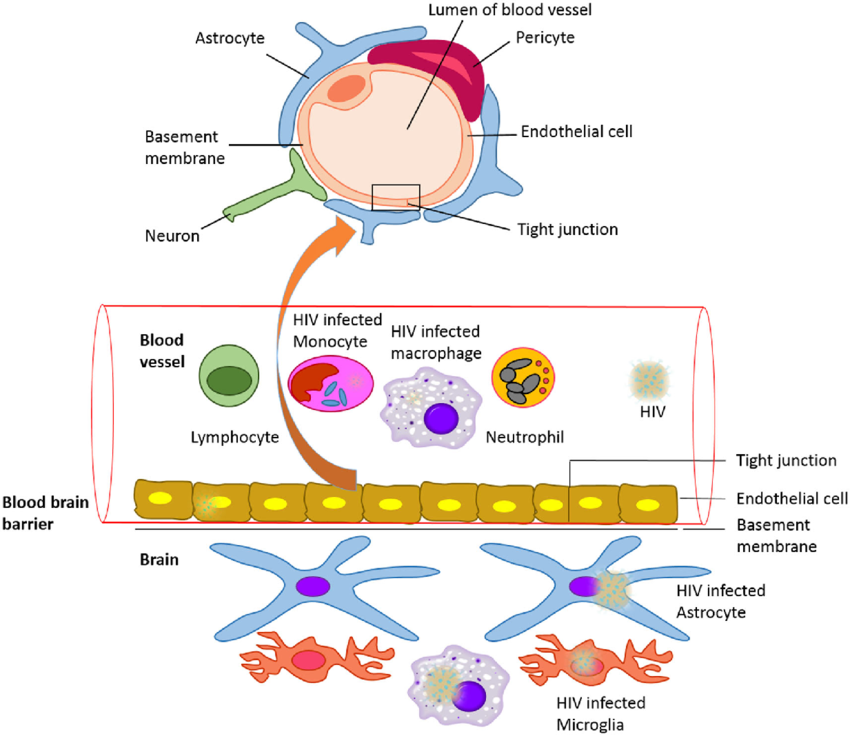 Lumen of blood vessel
Astrocyte
Pericyte
Basement
membrane
Endothelial cell
Neuron
Tight junction
Blood
vessel
HIV infected
Monocyte
HIV infected
macrophage
Lymphocyte
Neutrophil
HIV
Tight junction
Blood brain
barrier
Endothelial cell
Basement
membrane
Brain
HIV infected
Astrocyte
HIV infected
Microglia